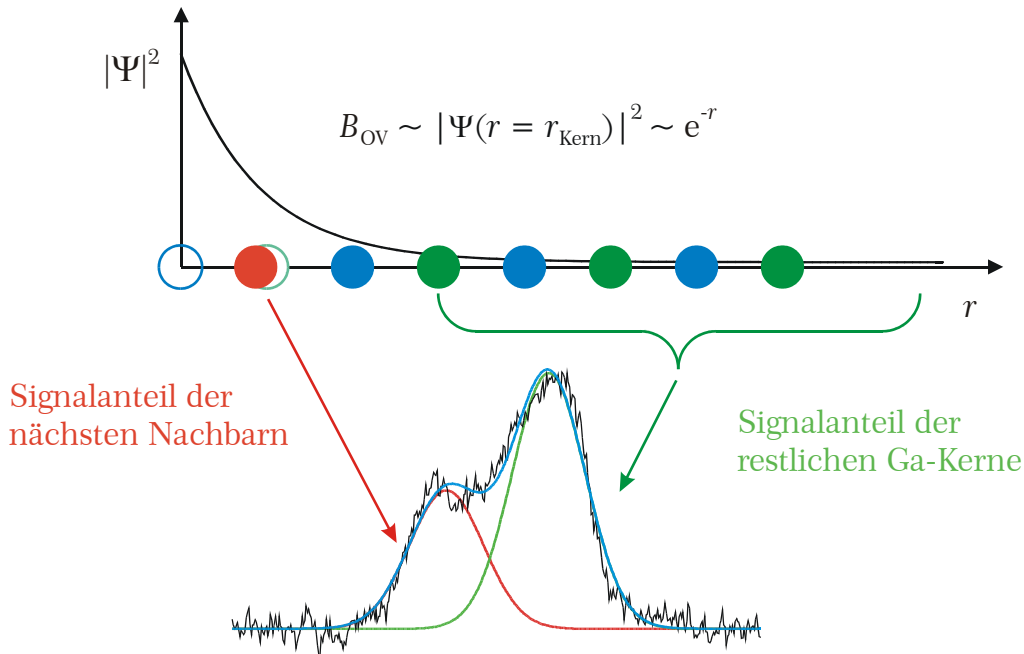 |Ψ|²
B_OV ~ |Ψ(r = r_Kern)|² ~ e^-r
r
Signalanteil der
nächsten Nachbarn
Signalanteil der
restlichen Ga-Kerne